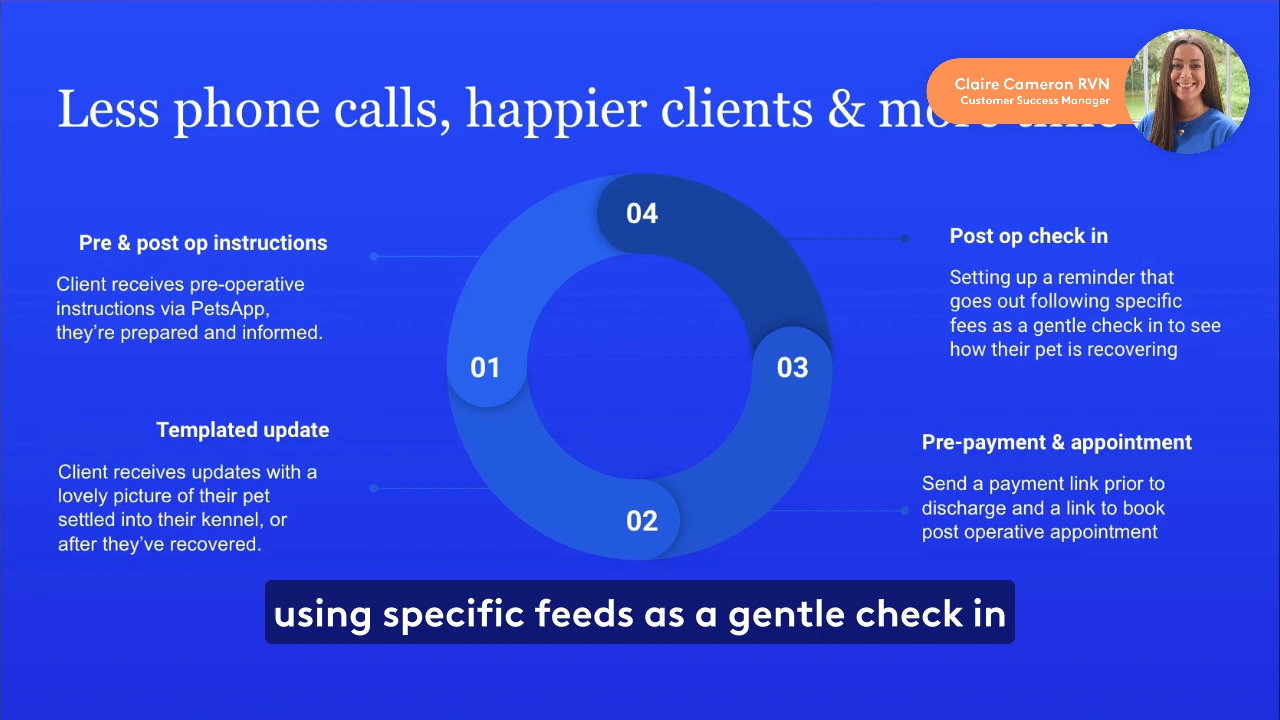 Less phone calls, happier clients & more time
Claire Cameron RVN
Customer Success Manager
Pre & post op instructions
Client receives pre-operative
instructions via PetsApp,
they're prepared and informed.
Templated update
Client receives updates with a
lovely picture of their pet
settled into their kennel, or
after they've recovered.
01
02
03
04
Post op check in
Setting up a reminder that
goes out following specific
fees as a gentle check in to see
how their pet is recovering
Pre-payment & appointment
Send a payment link prior to
discharge and a link to book
post operative appointment
using specific feeds as a gentle check in